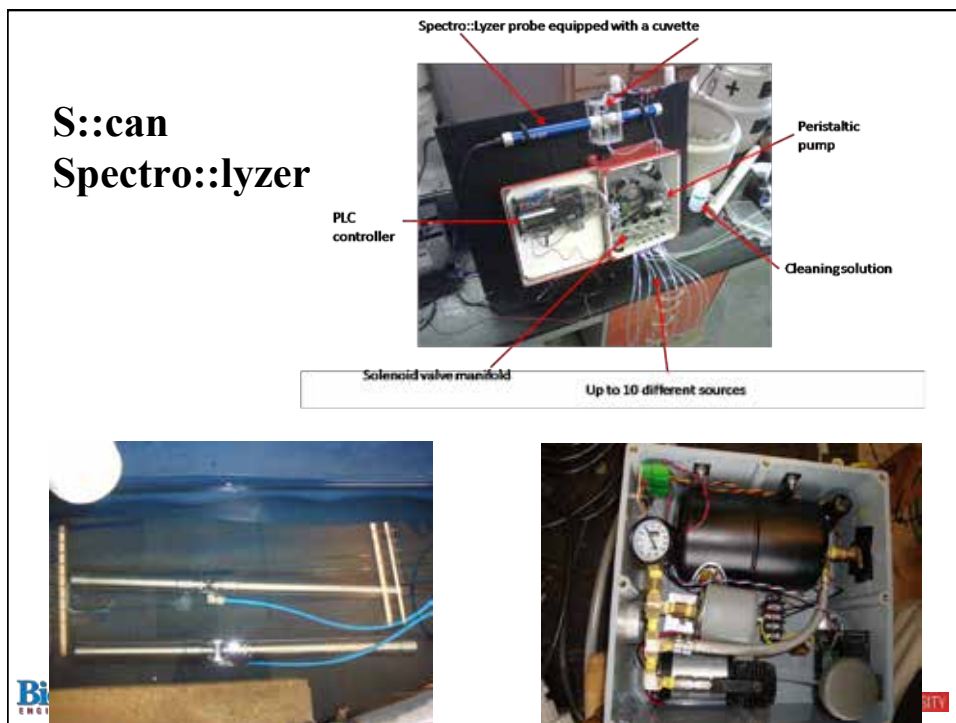 Spectro::Lyzer probe equipped with a cuvette
S::can
Spectro::lyzer
Peristaltic
pump
PLC
controller
Cleaningsolution
Solenoid valve manifold
Up to 10 different sources